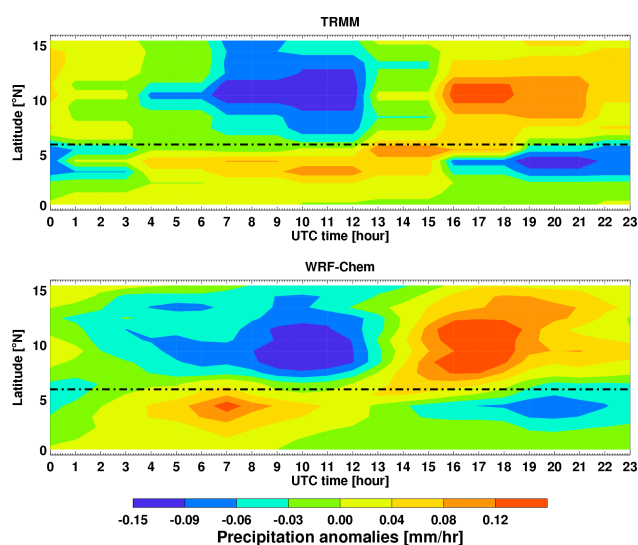 TRMM
15
10
5
0
Latitude [°N]
0 1 2 3 4 5 6 7 8 9 10 11 12 13 14 15 16 17 18 19 20 21 22 23
UTC time [hour]
WRF-Chem
15
10
5
0
Latitude [°N]
0 1 2 3 4 5 6 7 8 9 10 11 12 13 14 15 16 17 18 19 20 21 22 23
UTC time [hour]
-0.15 -0.09 -0.06 -0.03 0.00 0.04 0.08 0.12
Precipitation anomalies [mm/hr]